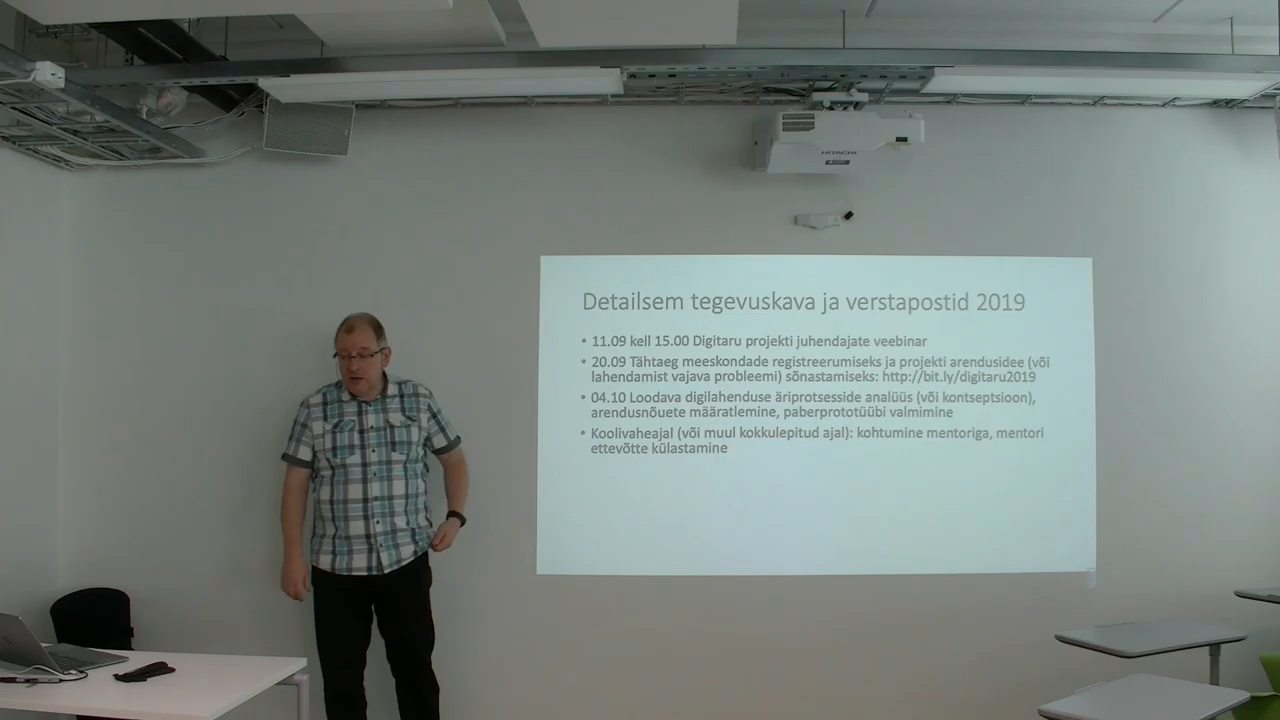 HITACHI
Detailsem tegevuskava ja verstapostid 2019
• 11.09 kell 15.00 Digitaru projekti juhendajate veebinar
• 20.09 Tähtaeg meeskondade registreerumiseks ja projekti arendusidee (või
lahendamist vajava probleemi) sõnastamiseks: http://bit.ly/digitaru2019
• 04.10 Loodava digilahenduse äriprotsesside analüüs (või kontseptsioon),
arendusnõuete määratlemine, paberprototüübi valmimine
• Koolivaheajal (või muul kokkulepitud ajal): kohtumine mentoriga, mentori
ettevõtte külastamine